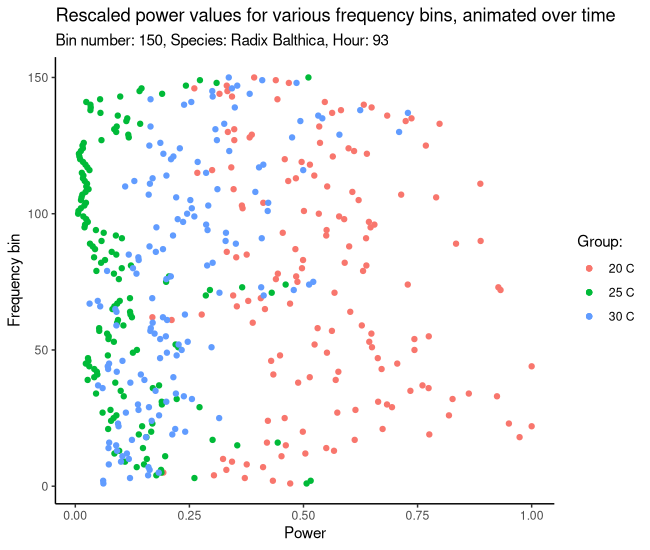 Rescaled power values for various frequency bins, animated over time
Bin number: 150, Species: Radix Balthica, Hour: 93
Frequency bin
150
100
50
0
0.00 0.25 0.50 0.75 1.00
Power
Group:
20 C
25 C
30 C